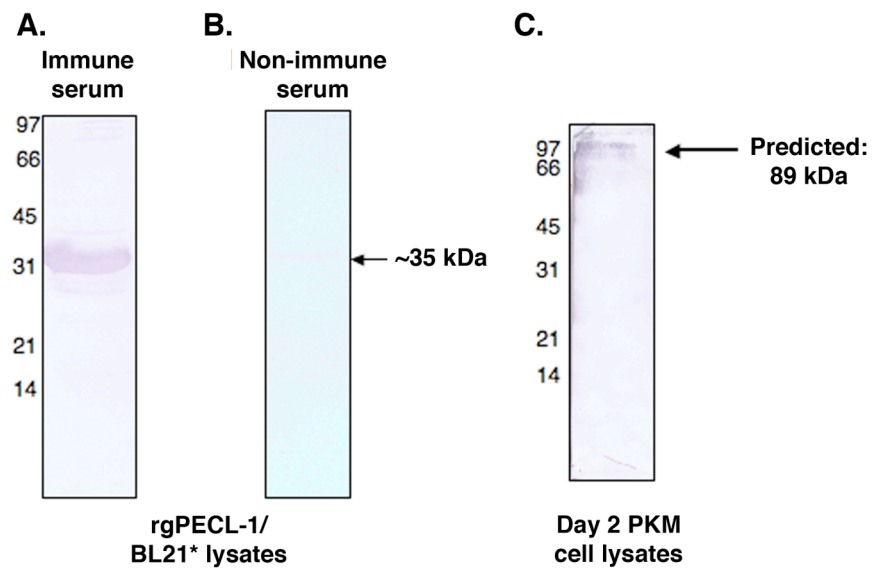 A.
Immune
serum
97
66
45
31
21
14
B.
Non-immune
serum
~35 kDa
rgPECL-1/
BL21* lysates
C.
97
66
45
31
21
14
Predicted:
89 kDa
Day 2 PKM
cell lysates